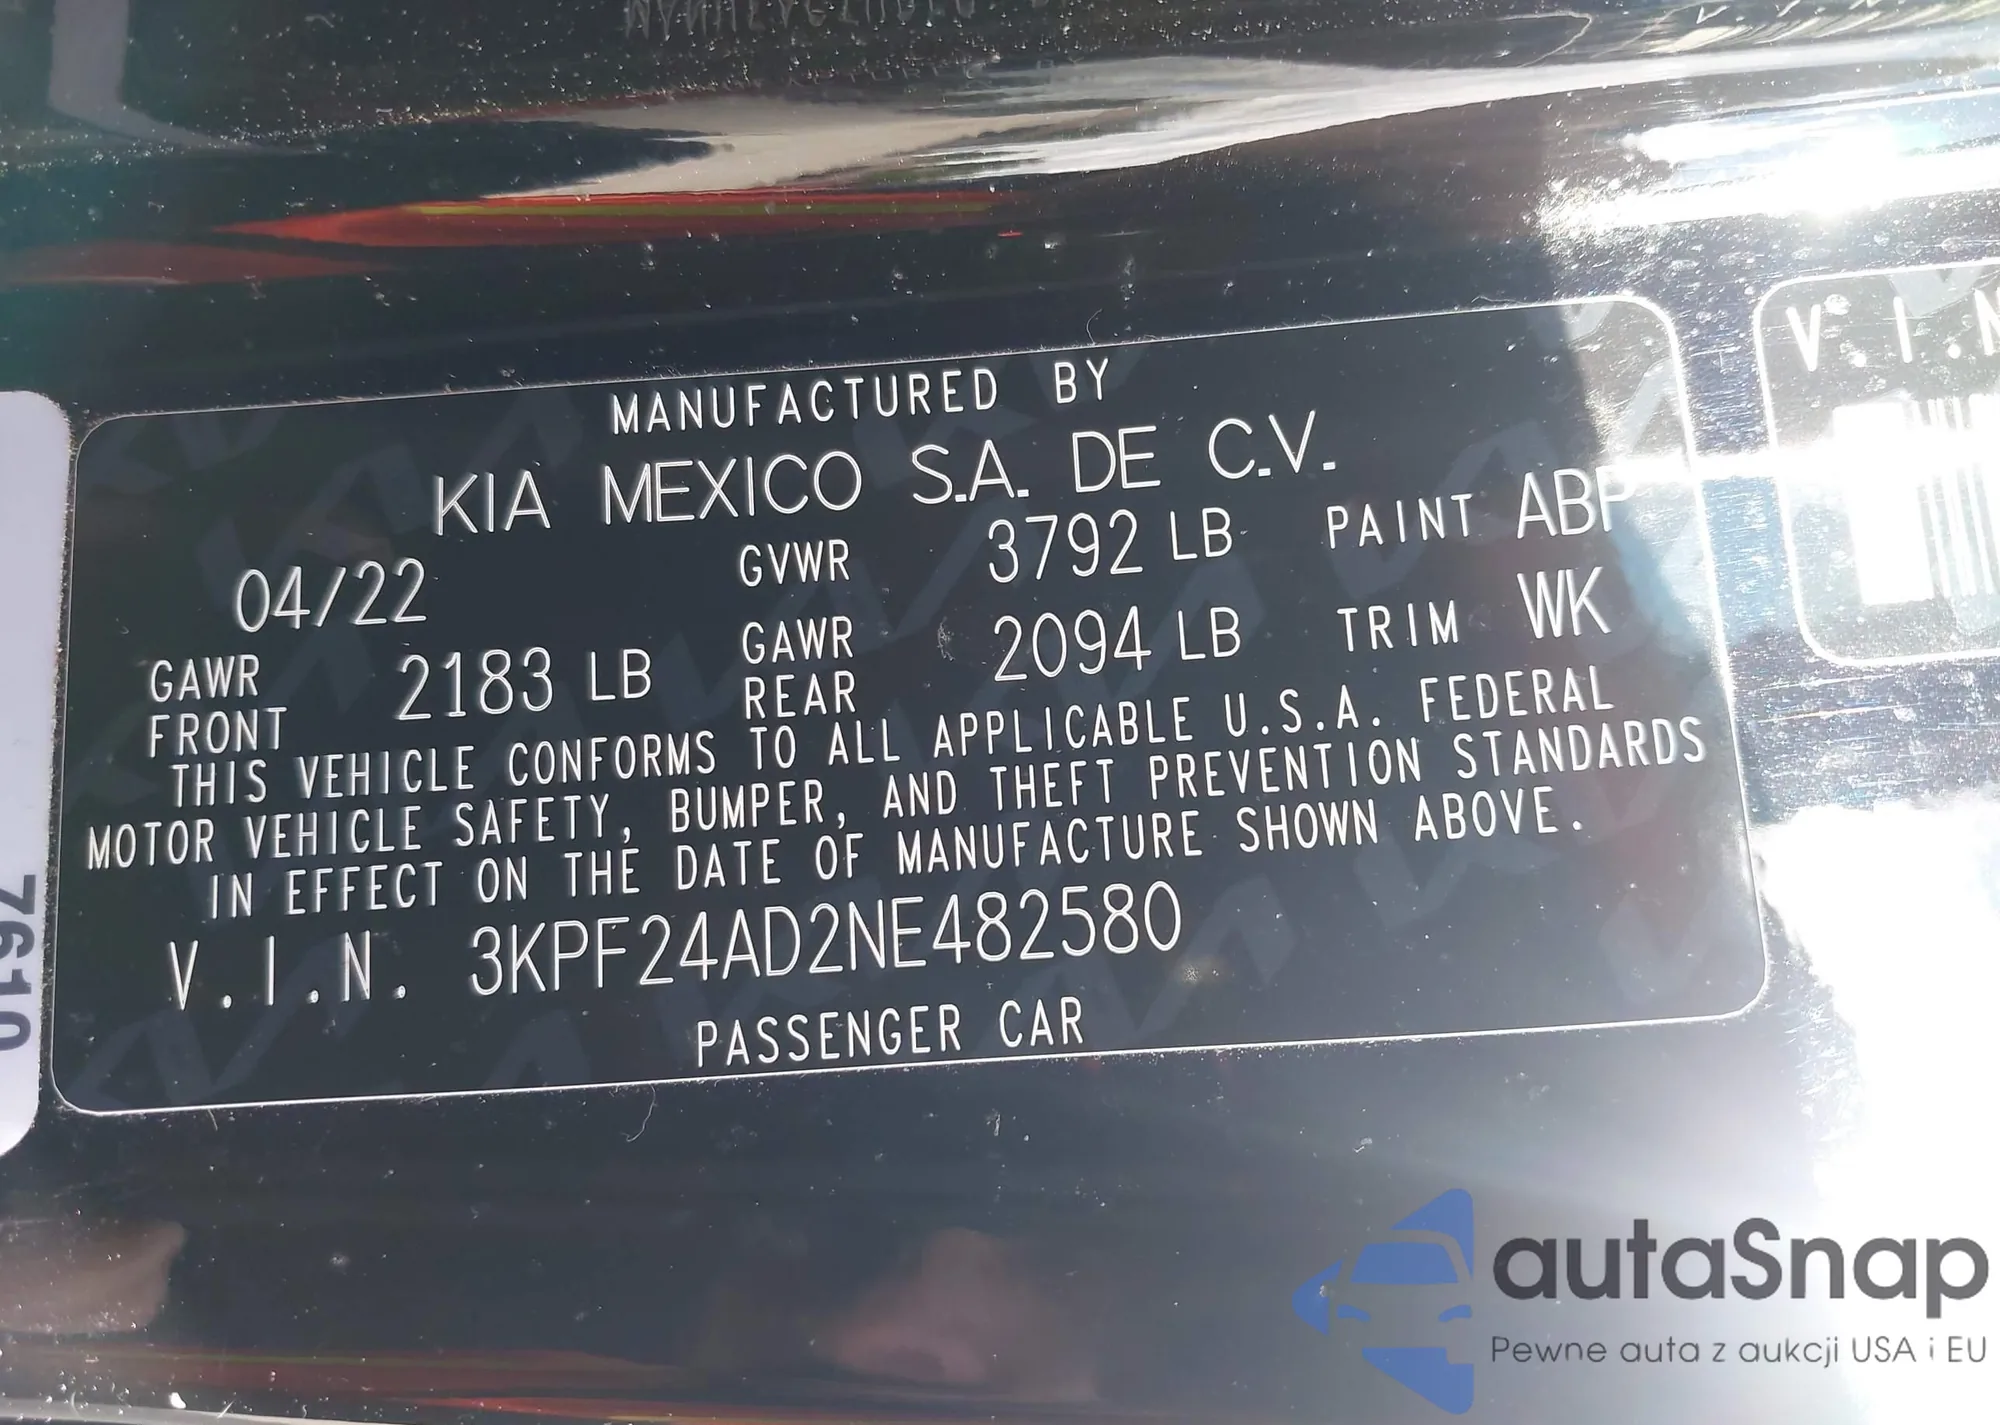 MANUFACTURED BY
KIA MEXICO S.A. DE C.V.
04/22 GVWR 3792 LB PAINT ABP
GAWR FRONT 2183 LB GAWR REAR 2094 LB TRIM WK
THIS VEHICLE CONFORMS TO ALL APPLICABLE U.S.A. FEDERAL
MOTOR VEHICLE SAFETY, BUMPER, AND THEFT PREVENTION STANDARDS
IN EFFECT ON THE DATE OF MANUFACTURE SHOWN ABOVE.
V.I.N. 3KPF24AD2NE482580
PASSENGER CAR
V.I.N
7610
autaSnap
Pewne auta z aukcji USA i EU